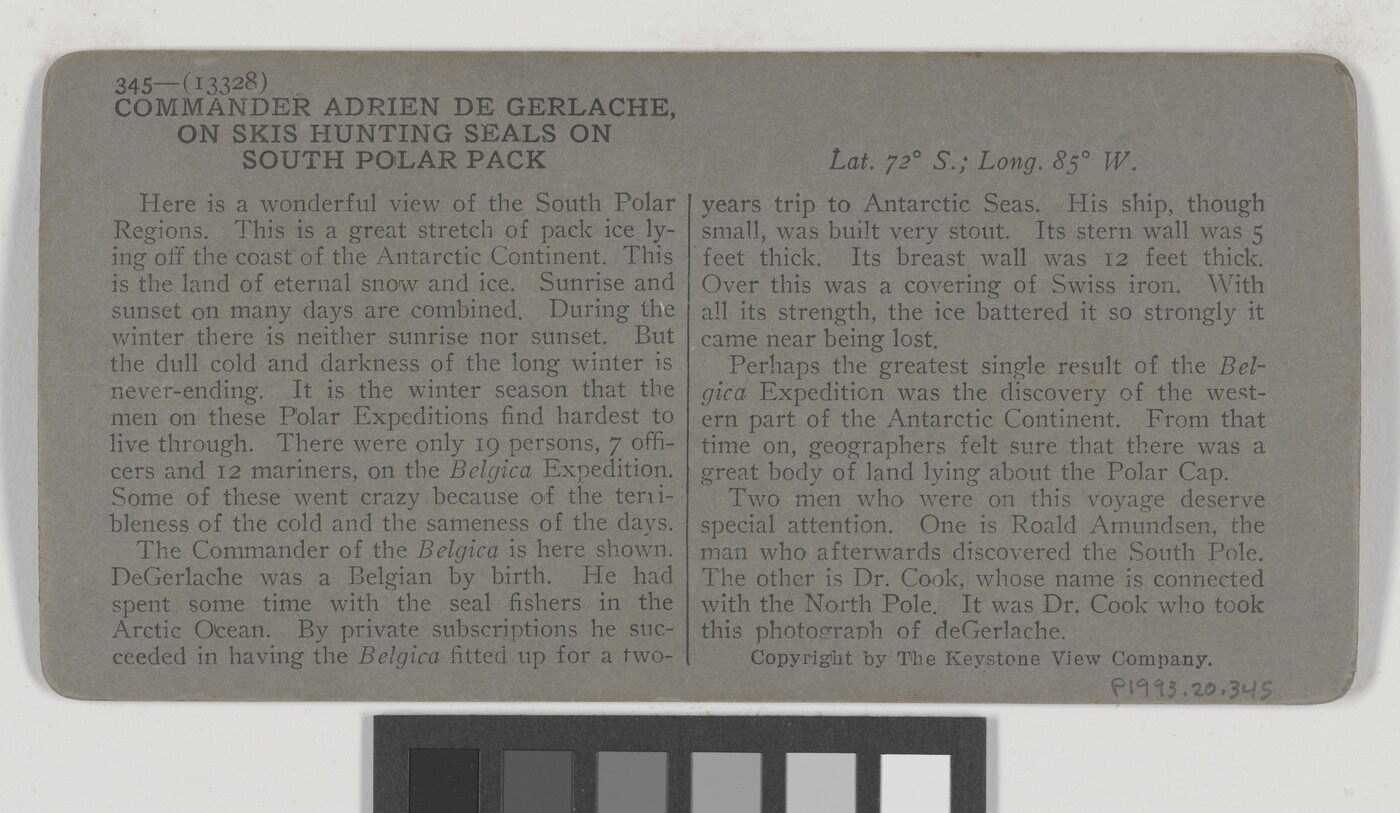 345—(13328)
COMMANDER ADRIEN DE GERLACHE,
ON SKIS HUNTING SEALS ON
SOUTH POLAR PACK
Lat. 72° S.; Long. 85° W.
Here is a wonderful view of the South Polar
Regions. This is a great stretch of pack ice ly-
ing off the coast of the Antarctic Continent. This
is the land of eternal snow and ice. Sunrise and
sunset on many days are combined. During the
winter there is neither sunrise nor sunset. But
the dull cold and darkness of the long winter is
never-ending. It is the winter season that the
men on these Polar Expeditions find hardest to
live through. There were only 19 persons, 7 offi-
cers and 12 mariners, on the Belgica Expedition.
Some of these went crazy because of the terri-
bleness of the cold and the sameness of the days.
The Commander of the Belgica is here shown.
DeGerlache was a Belgian by birth. He had
spent some time with the seal fishers in the
Arctic Ocean. By private subscriptions he suc-
ceeded in having the Belgica fitted up for a two-
years trip to Antarctic Seas. His ship, though
small, was built very stout. Its stern wall was 5
feet thick. Its breast wall was 12 feet thick.
Over this was a covering of Swiss iron. With
all its strength, the ice battered it so strongly it
came near being lost.
Perhaps the greatest single result of the Bel-
gica Expedition was the discovery of the west-
ern part of the Antarctic Continent. From that
time on, geographers felt sure that there was a
great body of land lying about the Polar Cap.
Two men who were on this voyage deserve
special attention. One is Roald Amundsen, the
man who afterwards discovered the South Pole.
The other is Dr. Cook, whose name is connected
with the North Pole. It was Dr. Cook who took
this photograph of deGerlache.
Copyright by The Keystone View Company.
P1993.20.345